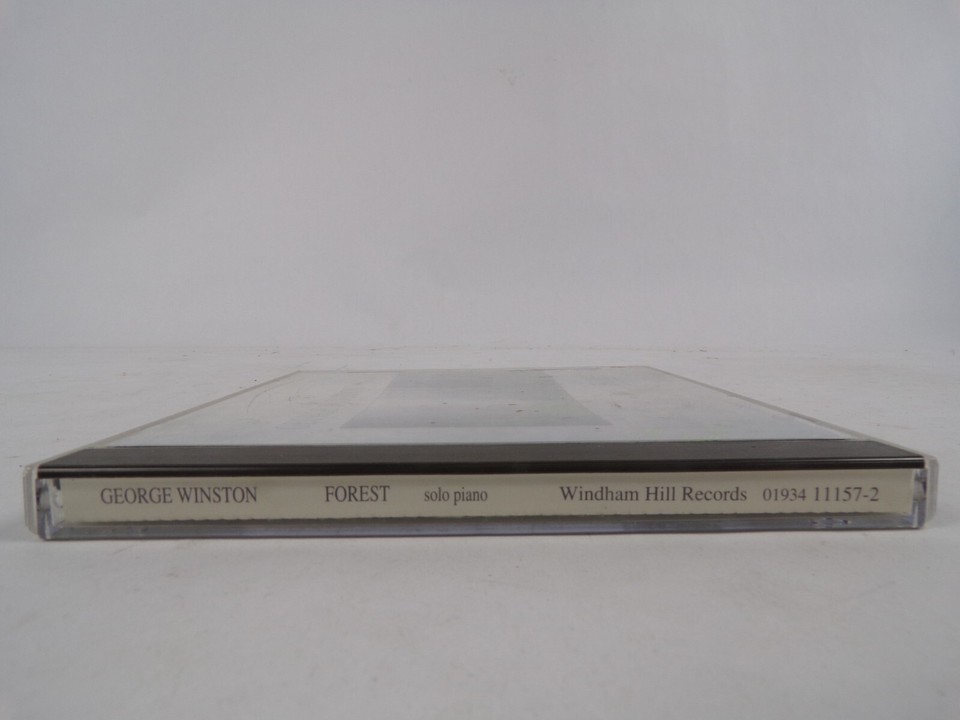 GEORGE WINSTON FOREST solo piano Windham Hill Records 01934 11157-2